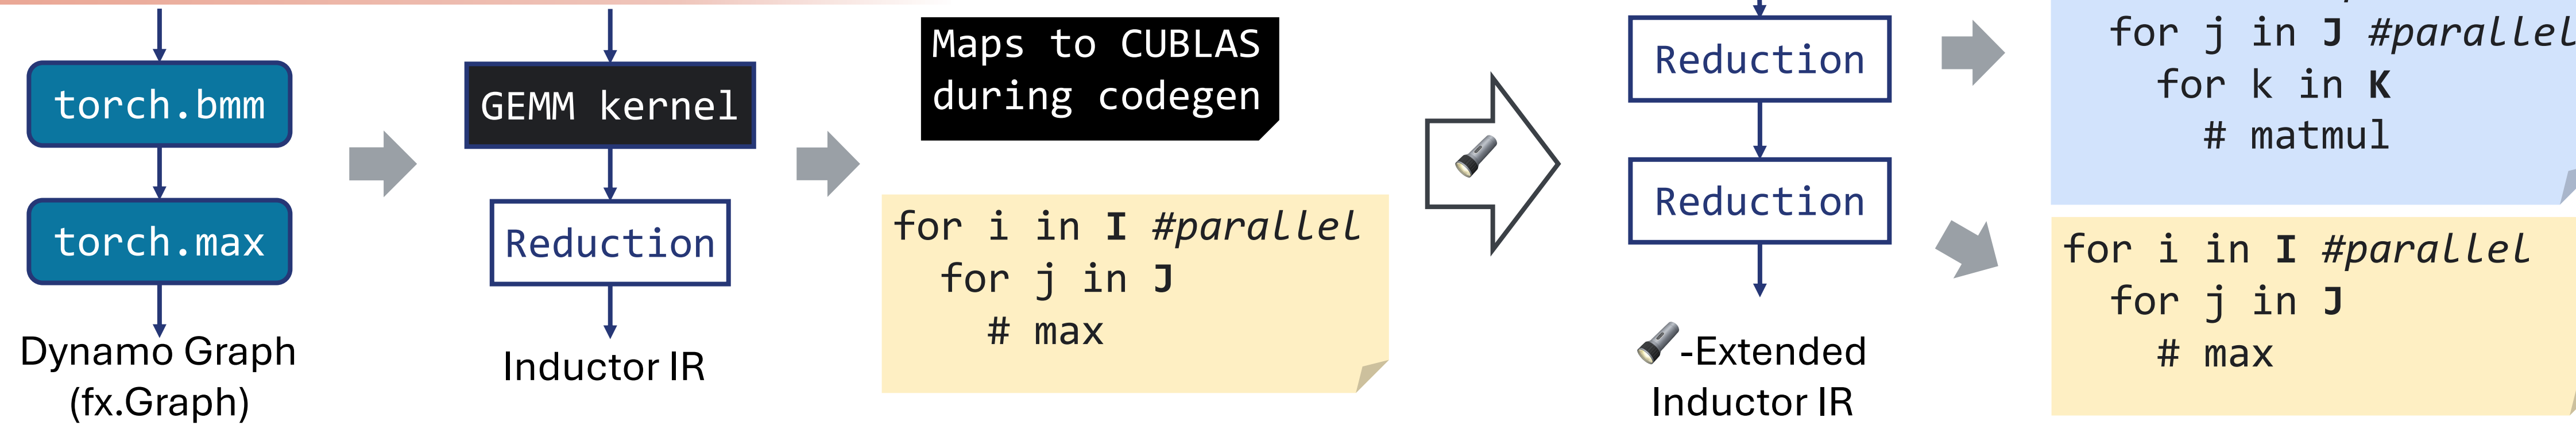 torch.bmm
torch.max
Dynamo Graph
(fx.Graph)
GEMM kernel
Reduction
Inductor IR
Maps to CUBLAS
during codegen
for i in I #parallel
for j in J
# max
Reduction
Reduction
-Extended
Inductor IR
for j in J #parallel
for k in K
# matmul
for i in I #parallel
for j in J
# max